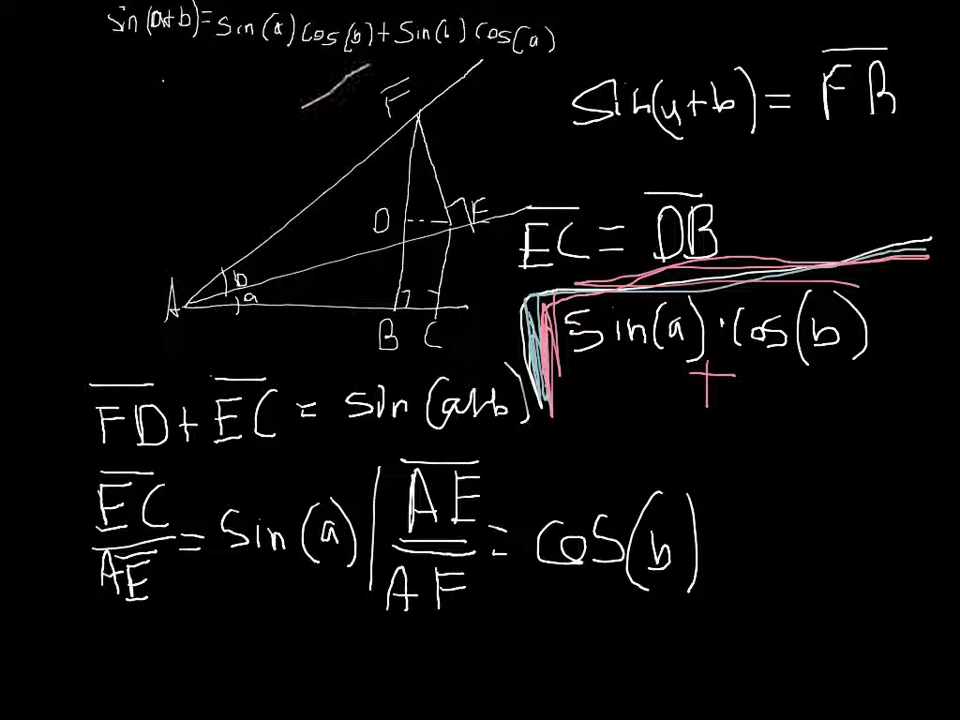 sin(a+b)=sin(a)cos(b)+sin(b)cos(a)
F
sin(a+b)= FB
D E
EC = DB
b
A a
B C
sin(a)·cos(b)
+
FD+EC = sin(a+b)
EC/AE = sin(a) | AE/AF = cos(b)